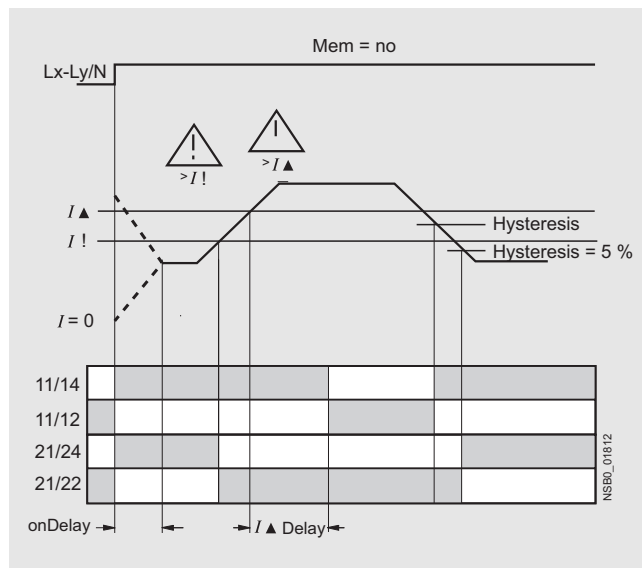 Mem = no
Lx-Ly/N
>I !
>I ▲
I ▲
Hysteresis
I !
Hysteresis = 5 %
I = 0
11/14
11/12
21/24
21/22
NSB0_01812
onDelay
I ▲ Delay